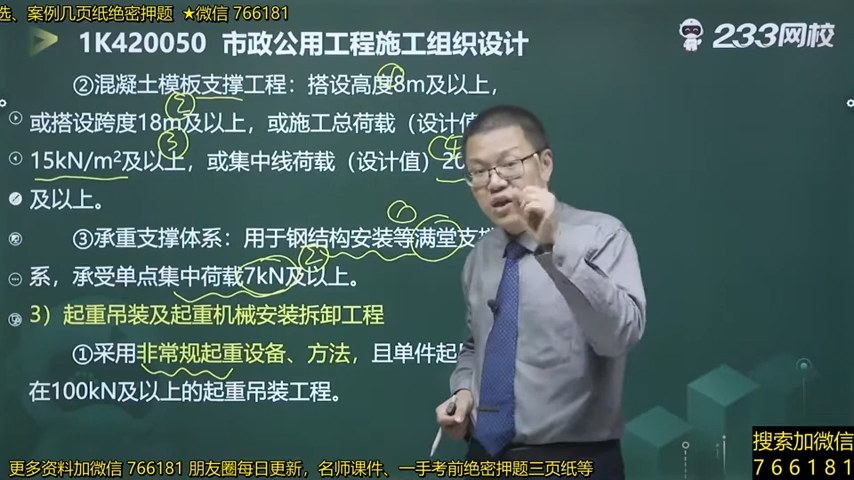 选、案例几页纸绝密押题 ★微信 766181
1K420050 市政公用工程施工组织设计
233网校
②混凝土模板支撑工程：搭设高度8m及以上，
或搭设跨度18m及以上，或施工总荷载（设计值
15kN/m²及以上，或集中线荷载（设计值）20
及以上。
③承重支撑体系：用于钢结构安装等满堂支
系，承受单点集中荷载7kN及以上。
3）起重吊装及起重机械安装拆卸工程
①采用非常规起重设备、方法，且单件起
在100kN及以上的起重吊装工程。
搜索加微信
766181
更多资料加微信 766181 朋友圈每日更新，名师课件、一手考前绝密押题三页纸等